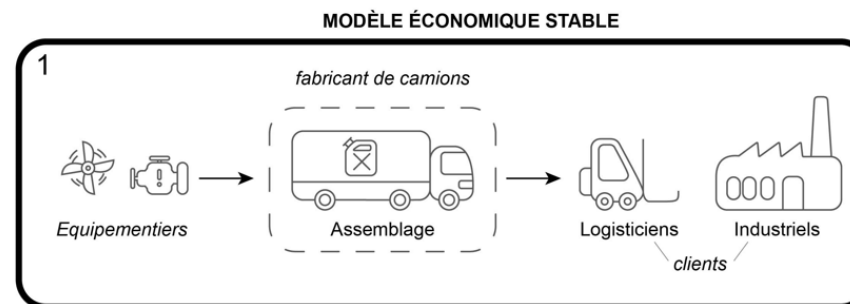 MODÈLE ÉCONOMIQUE STABLE
1
fabricant de camions
Equipementiers
Assemblage
Logisticiens
Industriels
clients